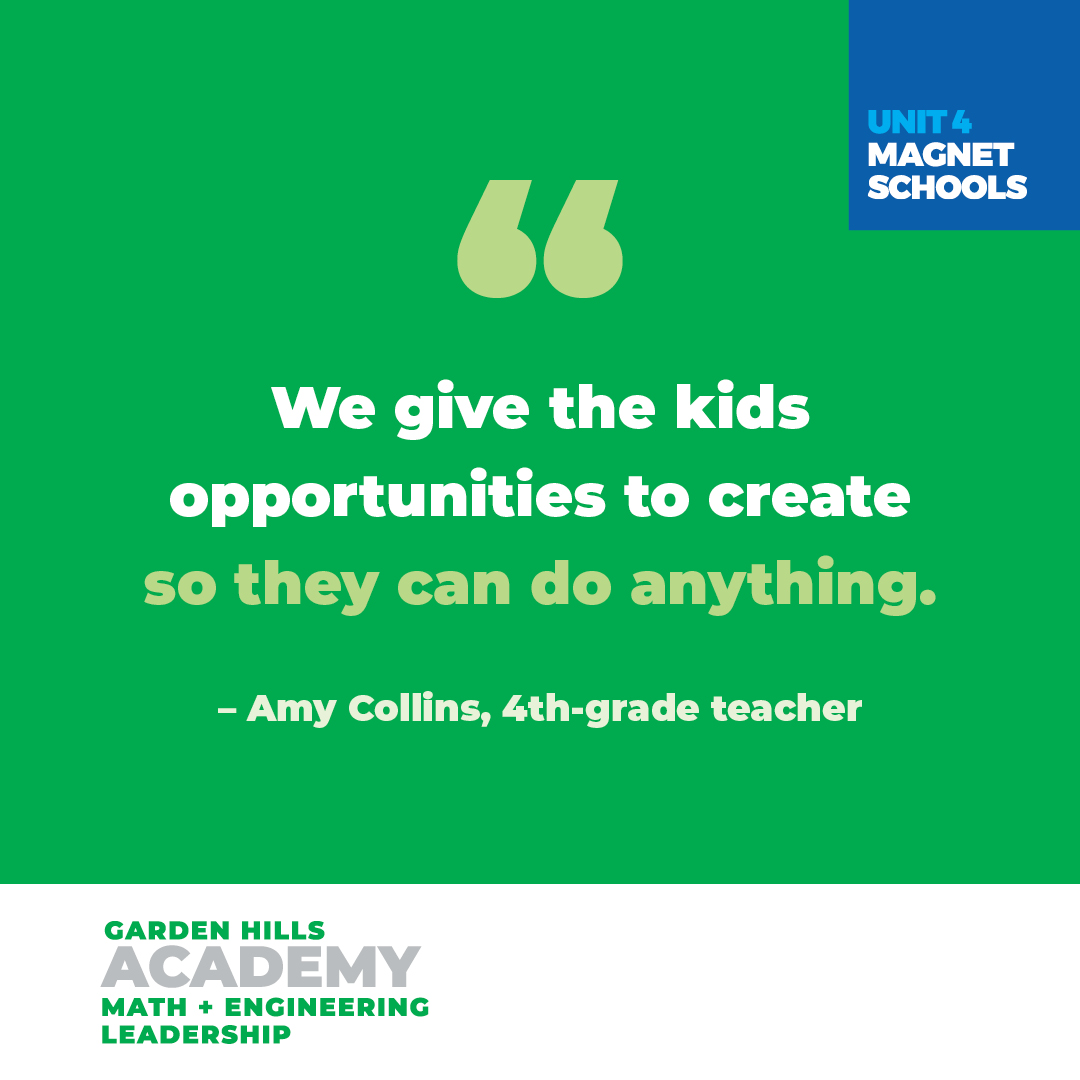 UNIT 4
MAGNET
SCHOOLS
“
We give the kids
opportunities to create
so they can do anything.
– Amy Collins, 4th-grade teacher
GARDEN HILLS
ACADEMY
MATH + ENGINEERING
LEADERSHIP